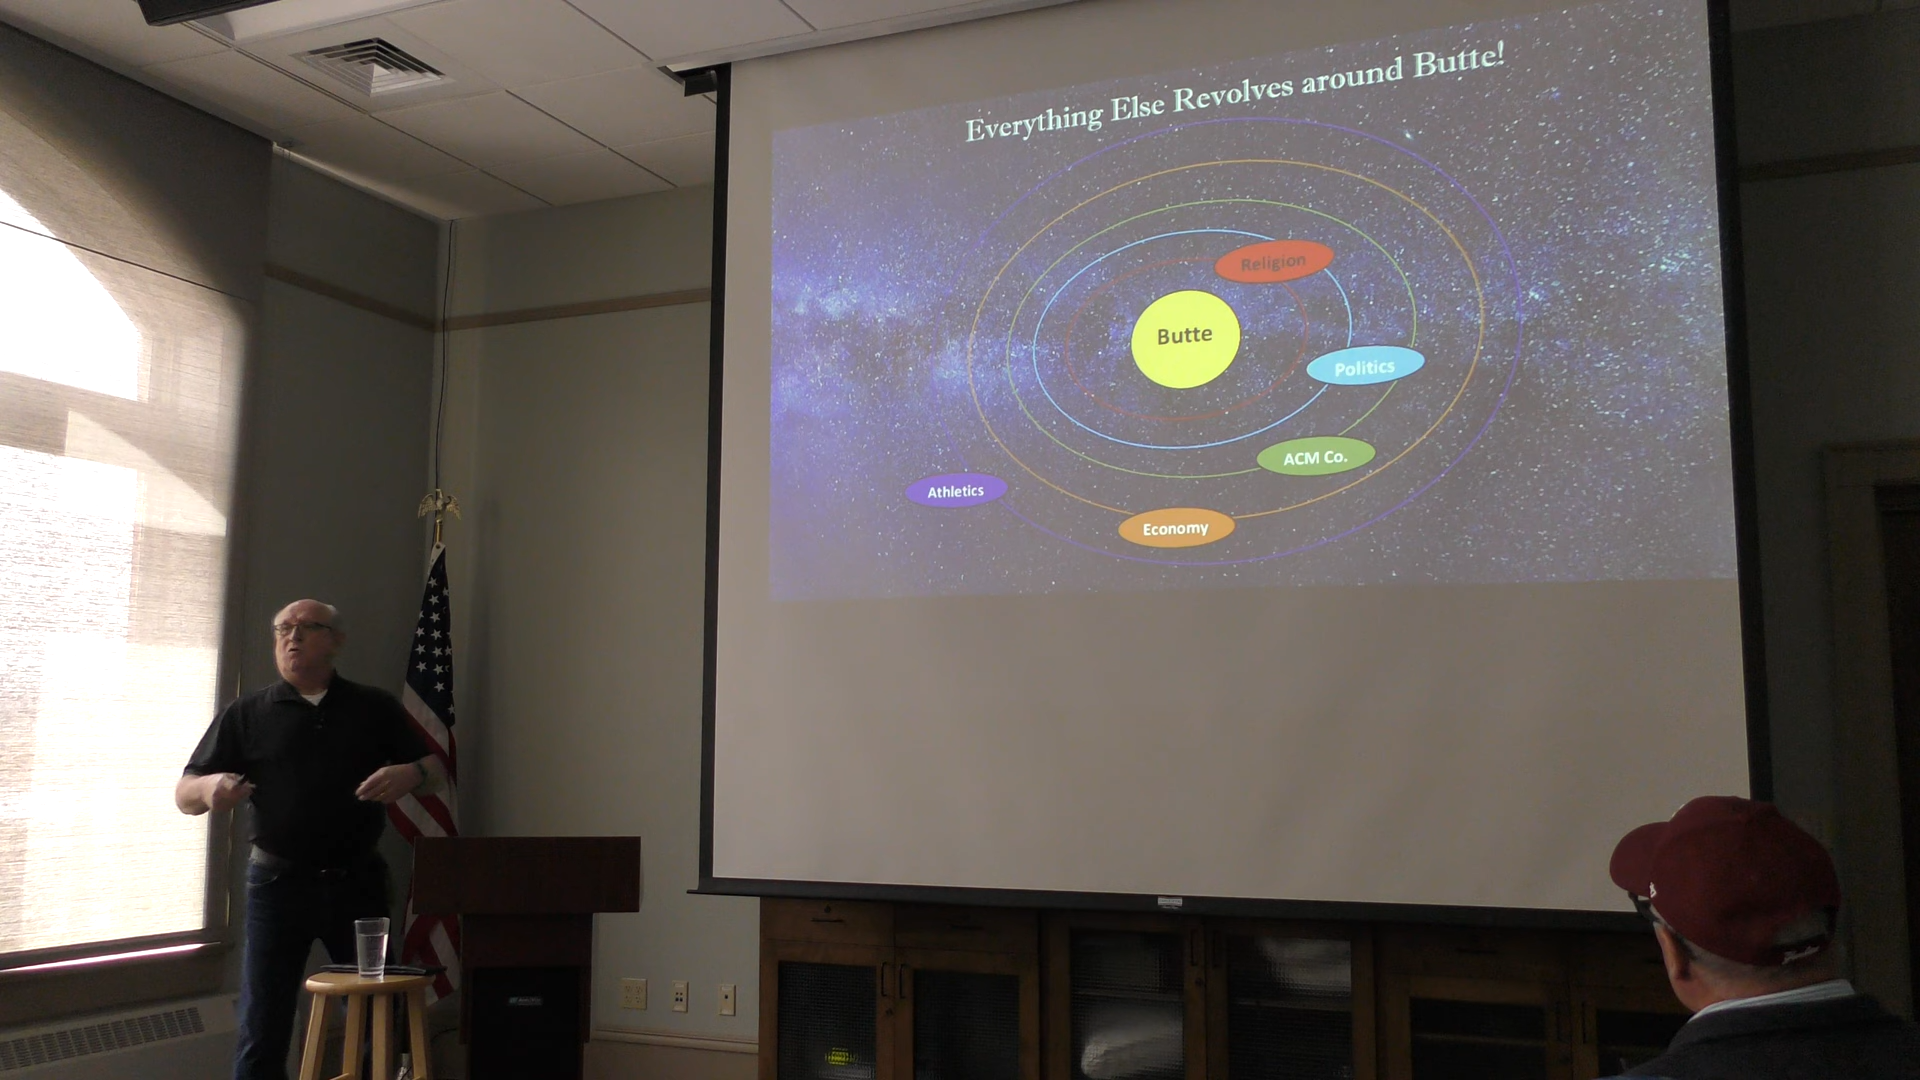 Everything Else Revolves around Butte!
Religion
Butte
Politics
ACM Co.
Athletics
Economy